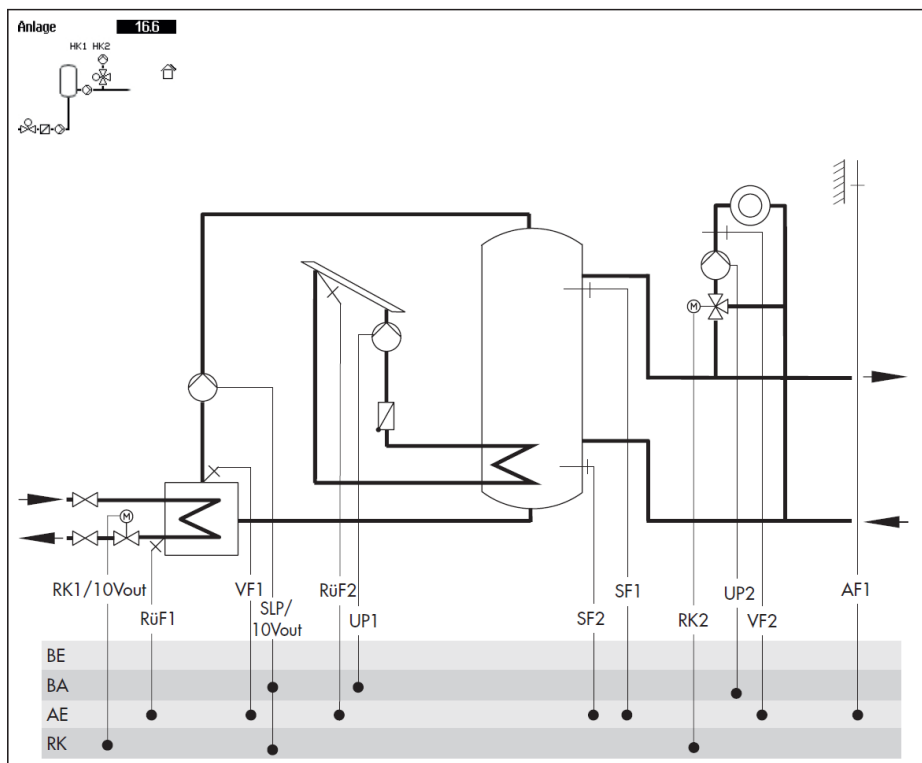 Anlage 16.6
HK1 HK2
M
M
RK1/10Vout
RüF1
VF1
SLP/
10Vout
RüF2
UP1
SF2
SF1
RK2
UP2
VF2
AF1
BE
BA
AE
RK